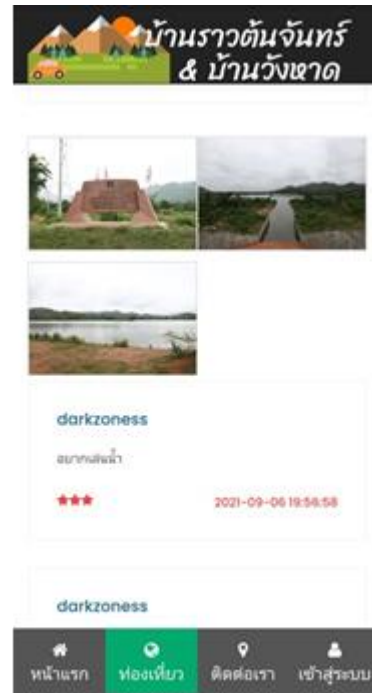 บ้านราวต้นจันทร์
& บ้านวังหาด
darkzoness
อยากเล่นน้ำ
2021-09-06 19:56:58
darkzoness
หน้าแรก
ท่องเที่ยว
ติดต่อเรา
เข้าสู่ระบบ